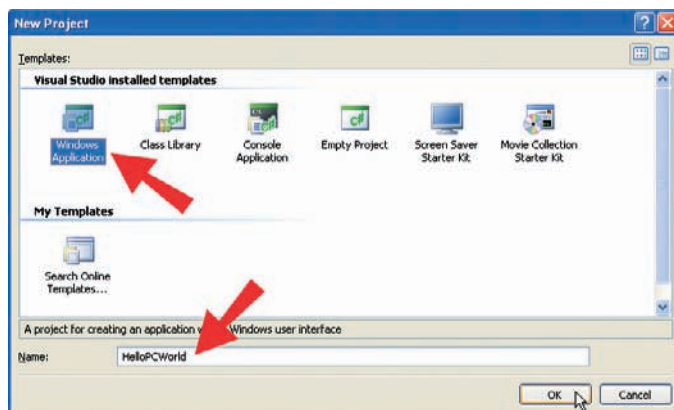 New Project
Templates:
Visual Studio installed templates
Windows Application
Class Library
Console Application
Empty Project
Screen Saver Starter Kit
Movie Collection Starter Kit
My Templates
Search Online Templates...
A project for creating an application Windows user interface
Name:
HelloPCWorld
OK
Cancel